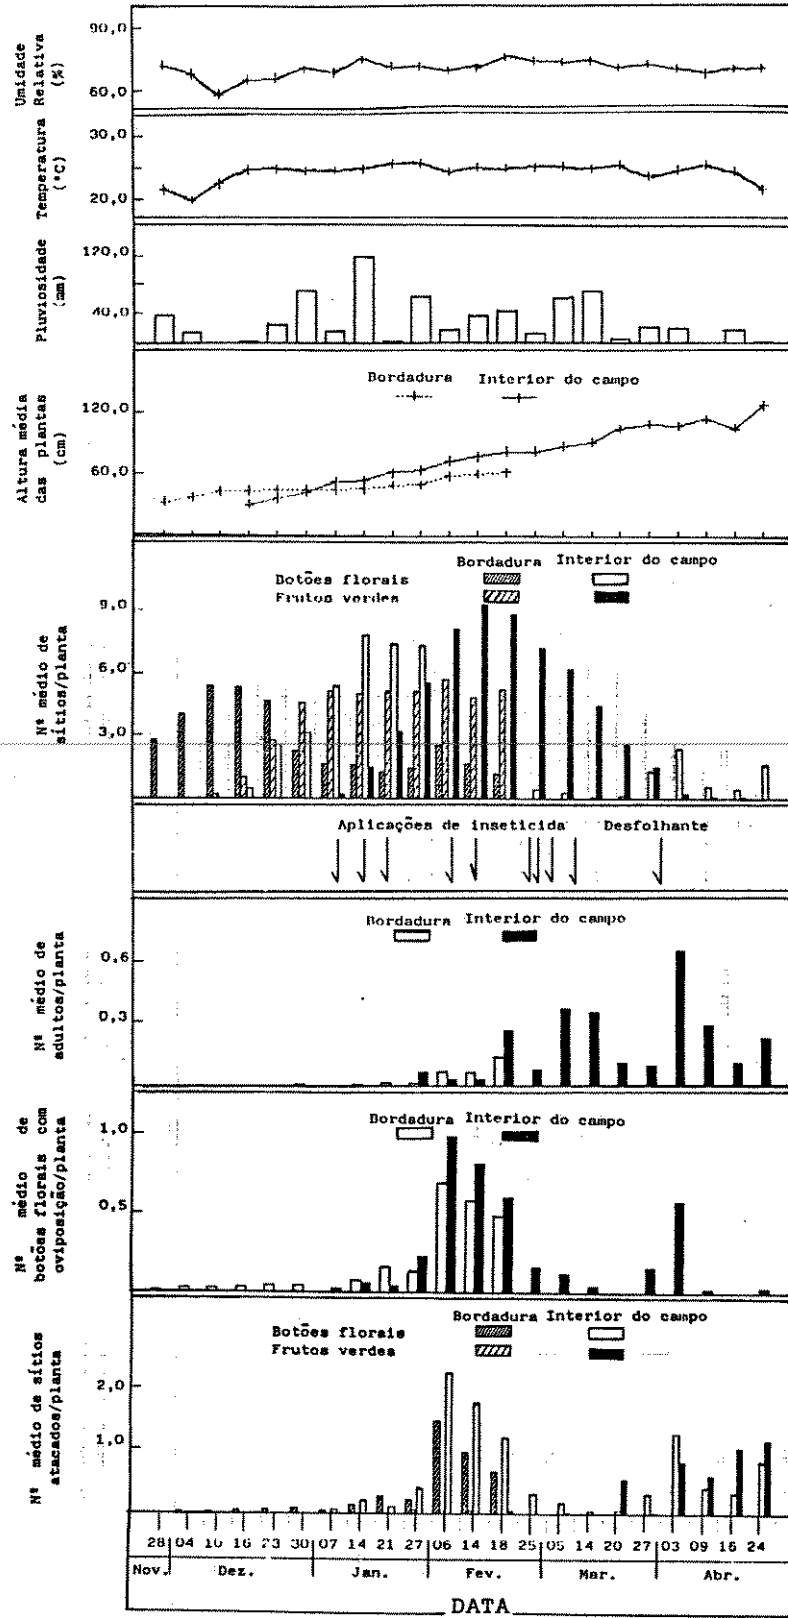 Umidade
Relativa
(%)
90,0
60,0
Temperatura
(°C)
30,0
20,0
Pluviosidade
(mm)
120,0
40,0
Altura média
das plantas
(cm)
Bordadura Interior do campo
120,0
60,0
Nº médio de
sítios/planta
Bordadura Interior do campo
Botões florais
Frutos verdes
9,0
6,0
3,0
Aplicações de inseticida Desfolhante
Nº médio de
adultos/planta
Bordadura Interior do campo
0,6
0,3
Nº médio de
botões florais com
oviposição/planta
Bordadura Interior do campo
1,0
0,5
Nº médio de sítios
atacados/planta
Bordadura Interior do campo
Botões florais
Frutos verdes
2,0
1,0
28 04 10 16 23 30 07 14 21 27 06 14 18 25 05 14 20 27 03 09 16 24
Nov. Dez. Jan. Fev. Mar. Abr.
DATA